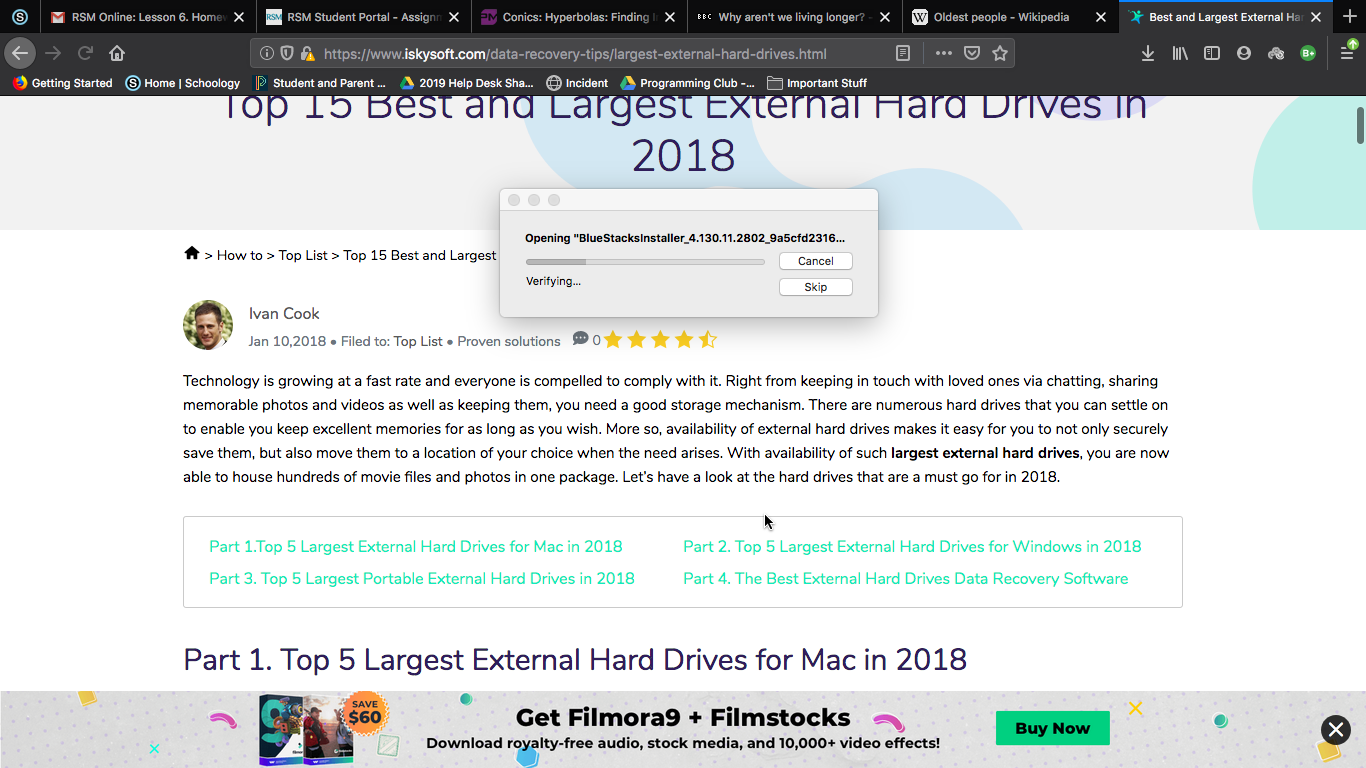 RSM Online: Lesson 6. Home
RSM Student Portal - Assign
Conics: Hyperbolas: Finding
BBC Why aren't we living longer? -
Oldest people - Wikipedia
Best and Largest External Ha
https://www.iskysoft.com/data-recovery-tips/largest-external-hard-drives.html
Getting Started
Home | Schoology
Student and Parent ...
2019 Help Desk Sha...
Incident
Programming Club -...
Important Stuff
Top 15 Best and Largest External Hard Drives in
2018
Opening "BlueStacksInstaller_4.130.11.2802_9a5cfd2316...
Cancel
Verifying...
Skip
> How to > Top List > Top 15 Best and Largest
Ivan Cook
Jan 10,2018 • Filed to: Top List • Proven solutions 0
Technology is growing at a fast rate and everyone is compelled to comply with it. Right from keeping in touch with loved ones via chatting, sharing
memorable photos and videos as well as keeping them, you need a good storage mechanism. There are numerous hard drives that you can settle on
to enable you keep excellent memories for as long as you wish. More so, availability of external hard drives makes it easy for you to not only securely
save them, but also move them to a location of your choice when the need arises. With availability of such largest external hard drives, you are now
able to house hundreds of movie files and photos in one package. Let's have a look at the hard drives that are a must go for in 2018.
Part 1.Top 5 Largest External Hard Drives for Mac in 2018
Part 2. Top 5 Largest External Hard Drives for Windows in 2018
Part 3. Top 5 Largest Portable External Hard Drives in 2018
Part 4. The Best External Hard Drives Data Recovery Software
Part 1. Top 5 Largest External Hard Drives for Mac in 2018
SAVE
$60
Get Filmora9 + Filmstocks
Download royalty-free audio, stock media, and 10,000+ video effects!
Buy Now